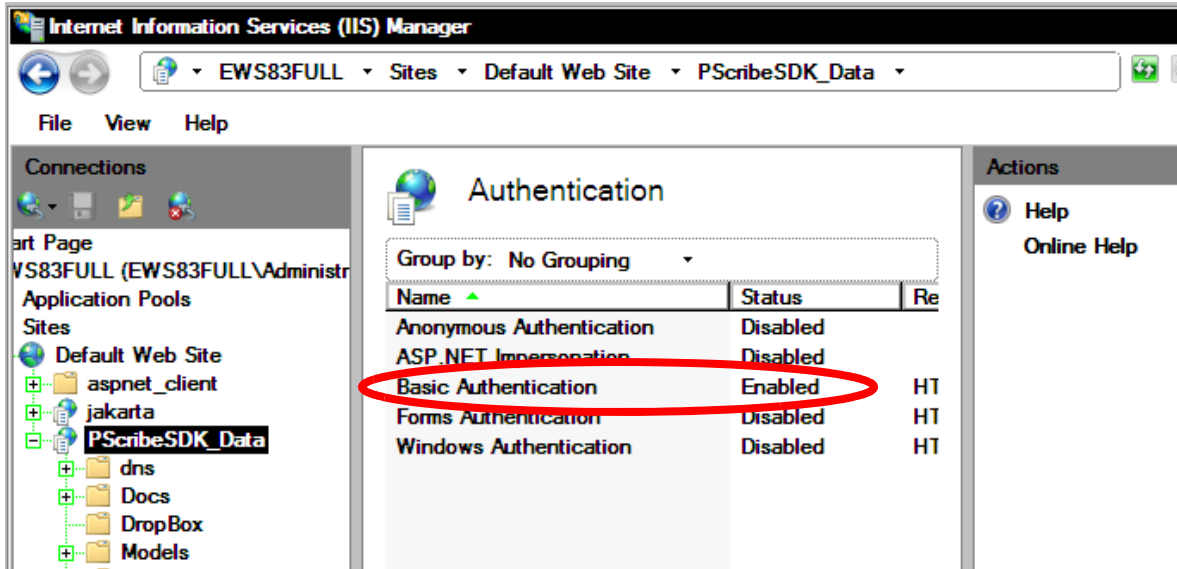 Internet Information Services (IIS) Manager
EWS83FULL Sites Default Web Site PScribeSDK_Data
File View Help
Connections
art Page
VS83FULL (EWS83FULL\Administr
Application Pools
Sites
Default Web Site
aspnet_client
jakarta
PScribeSDK_Data
dns
Docs
DropBox
Models
Authentication
Group by: No Grouping
Name Status Re
Anonymous Authentication Disabled
ASP.NET Impersonation Disabled
Basic Authentication Enabled HT
Forms Authentication Disabled HT
Windows Authentication Disabled HT
Actions
Help
Online Help